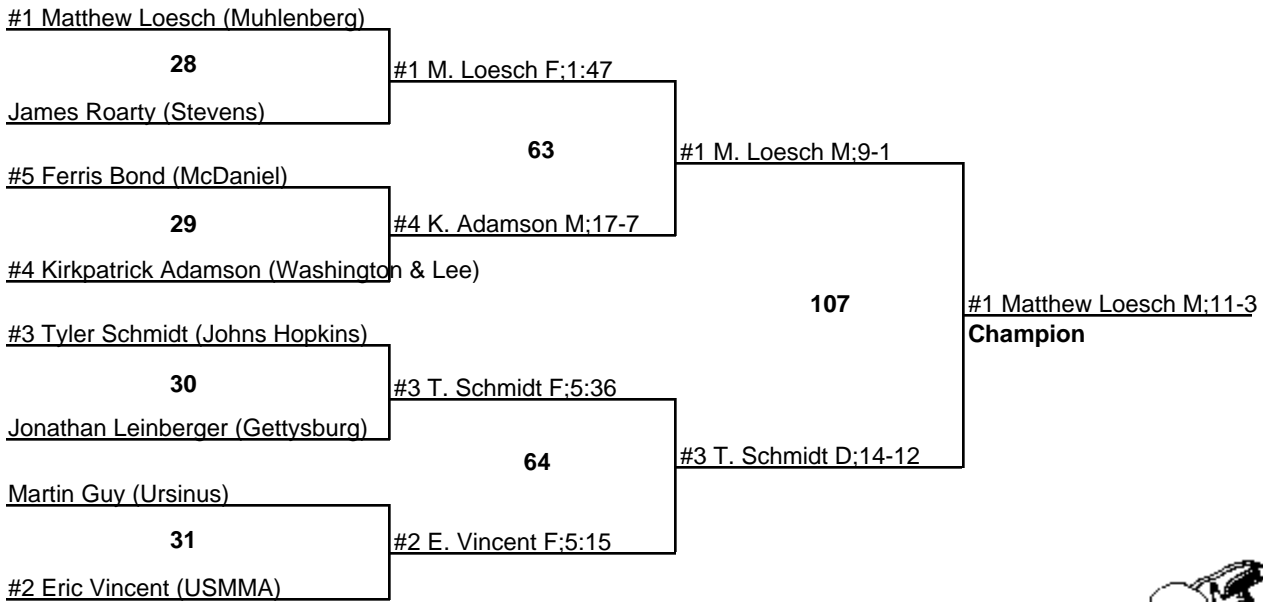 #1 Matthew Loesch (Muhlenberg)
28
#1 M. Loesch F;1:47
James Roarty (Stevens)
63
#1 M. Loesch M;9-1
#5 Ferris Bond (McDaniel)
29
#4 K. Adamson M;17-7
#4 Kirkpatrick Adamson (Washington & Lee)
107
#1 Matthew Loesch M;11-3
Champion
#3 Tyler Schmidt (Johns Hopkins)
30
#3 T. Schmidt F;5:36
Jonathan Leinberger (Gettysburg)
64
#3 T. Schmidt D;14-12
Martin Guy (Ursinus)
31
#2 E. Vincent F;5:15
#2 Eric Vincent (USMMA)